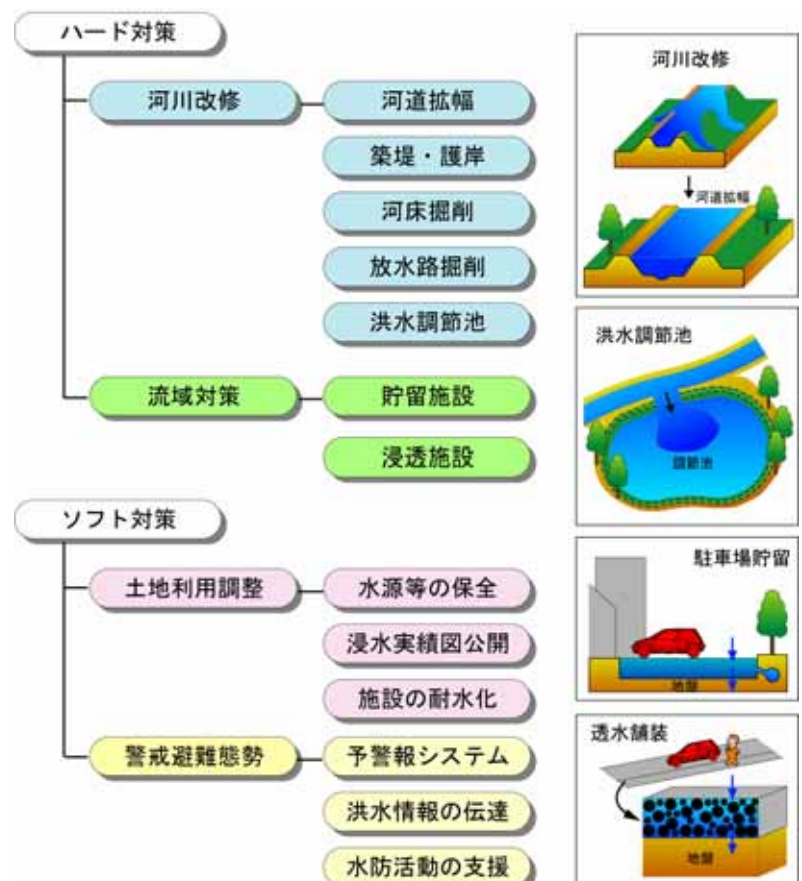 ハード対策
河川改修
河道拡幅
築堤・護岸
河床掘削
放水路掘削
洪水調節池
流域対策
貯留施設
浸透施設
ソフト対策
土地利用調整
水源等の保全
浸水実績図公開
施設の耐水化
警戒避難態勢
予警報システム
洪水情報の伝達
水防活動の支援
河川改修
河道拡幅
洪水調節池
調節池
駐車場貯留
地盤
透水舗装
地盤